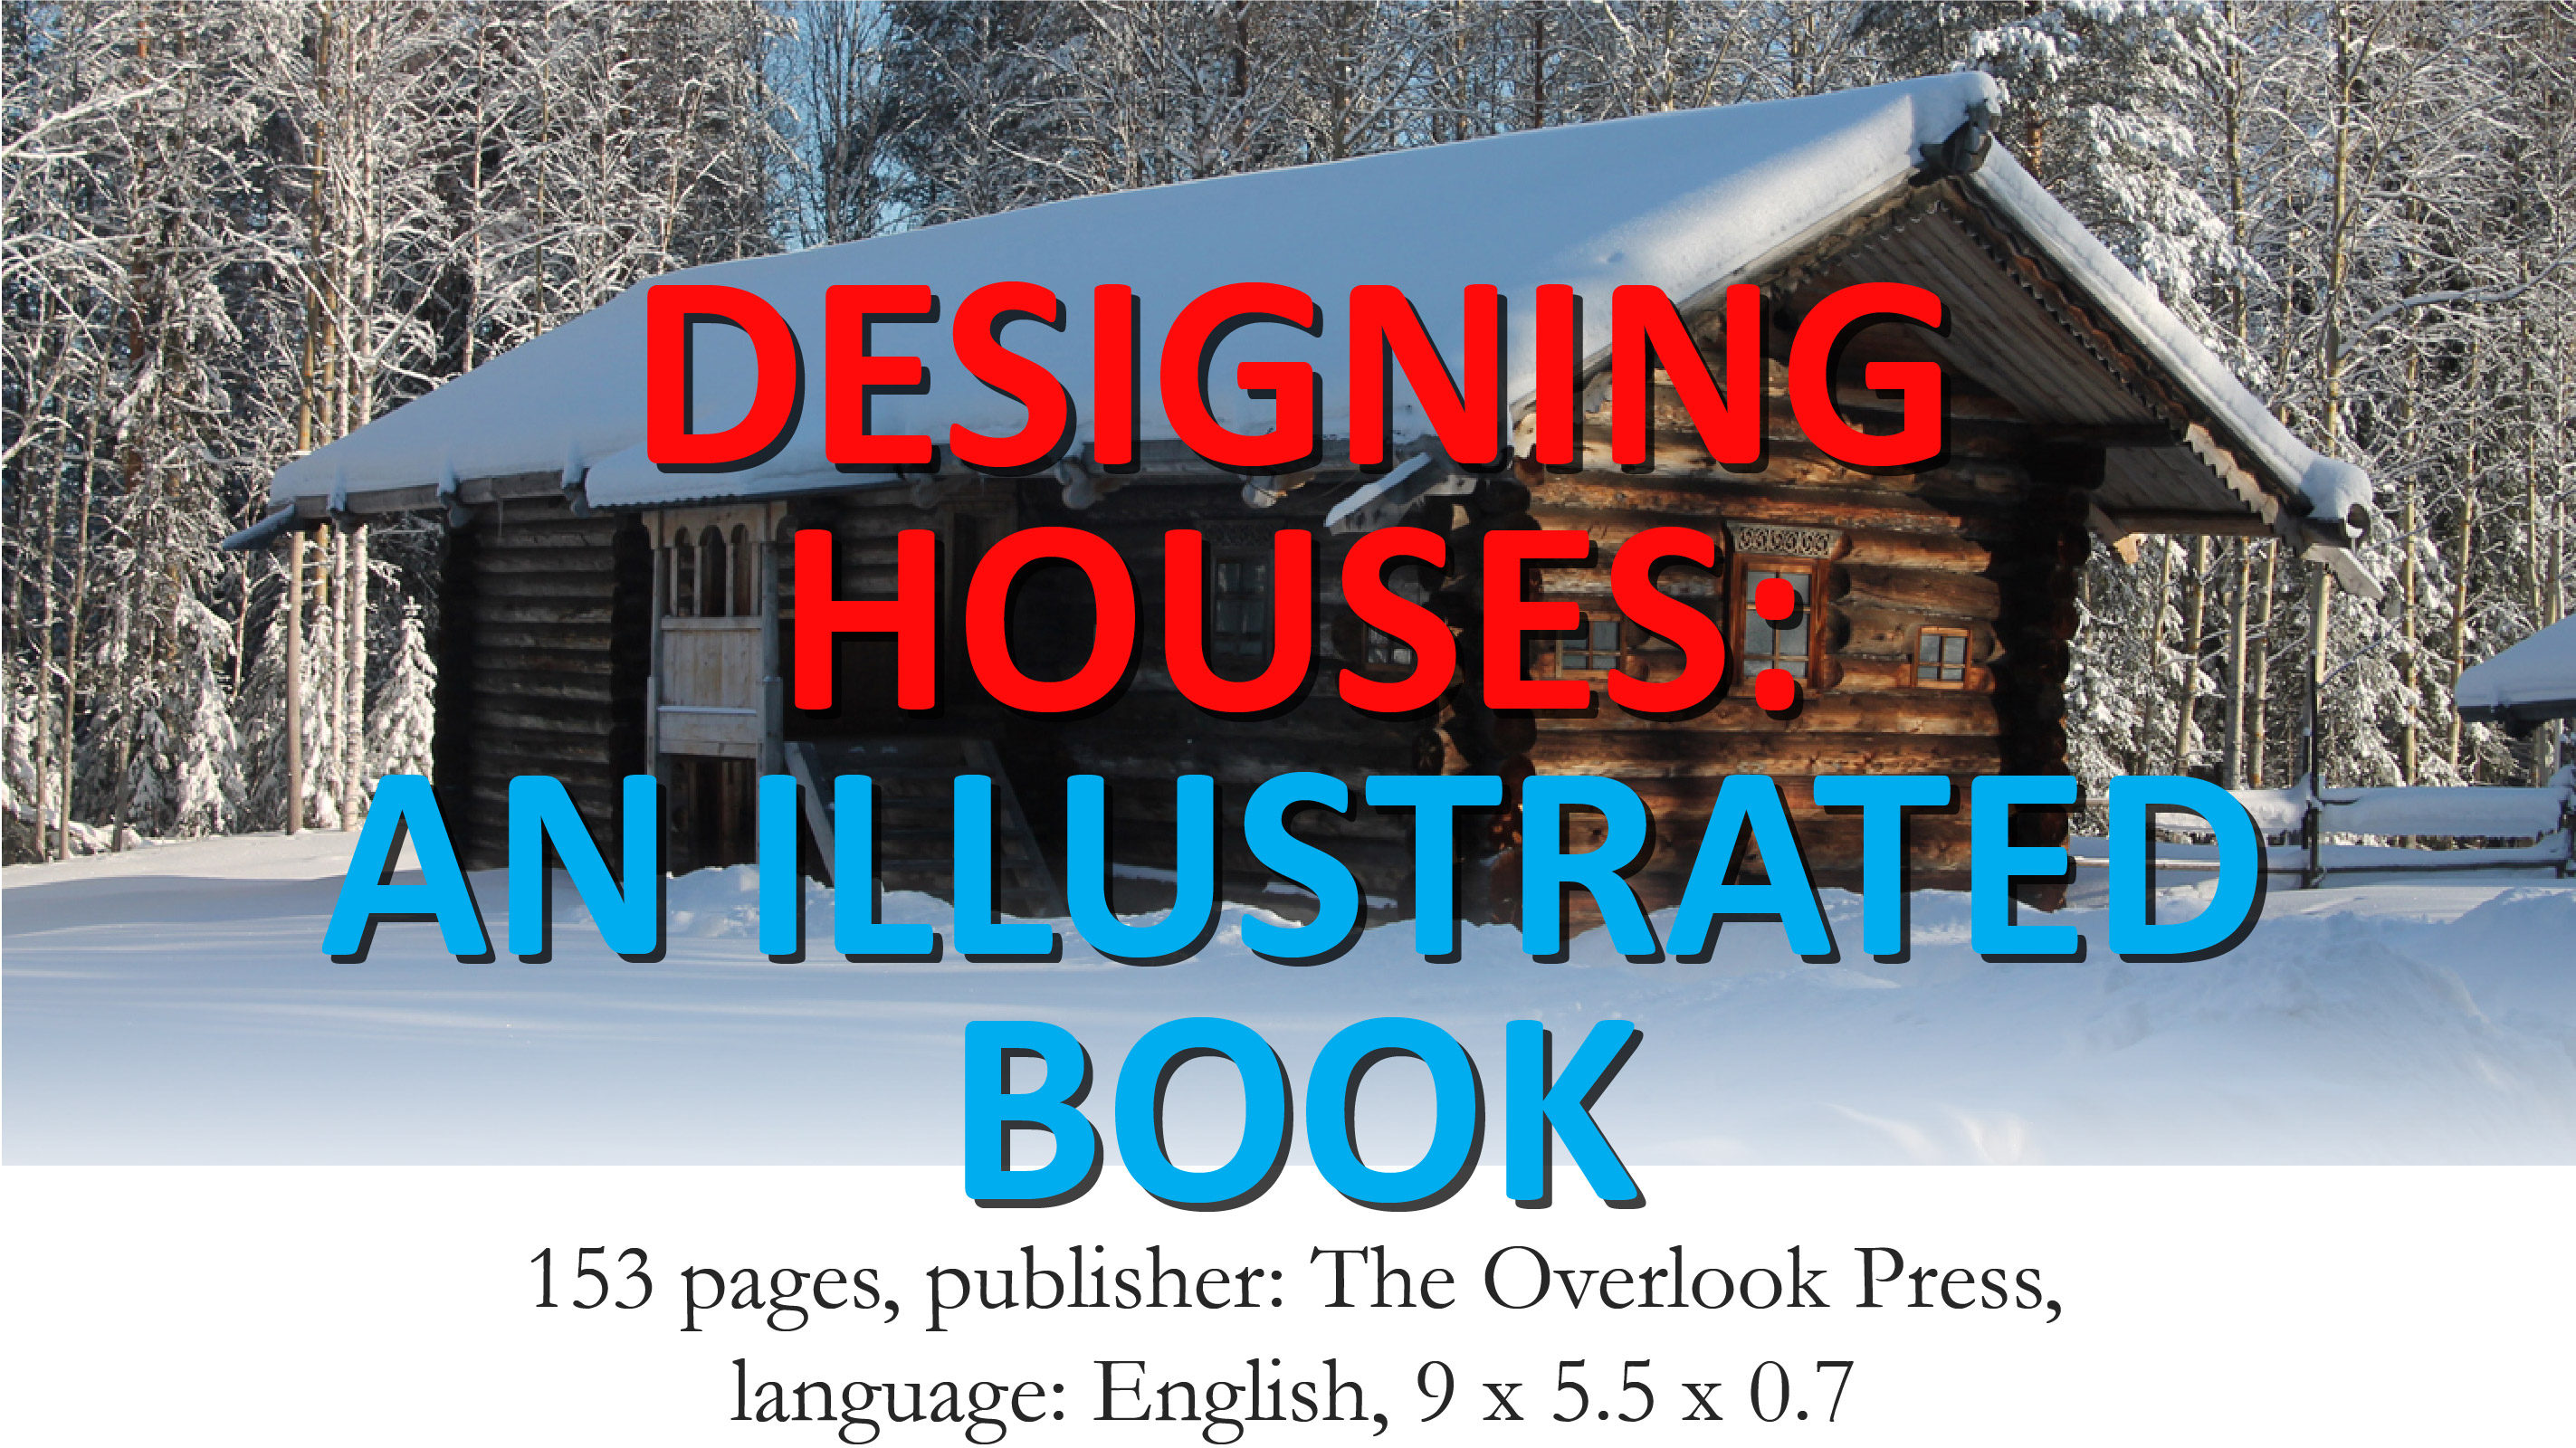 DESIGNING
HOUSES:
AN ILLUSTRATED
BOOK
153 pages, publisher: The Overlook Press,
language: English, 9 x 5.5 x 0.7